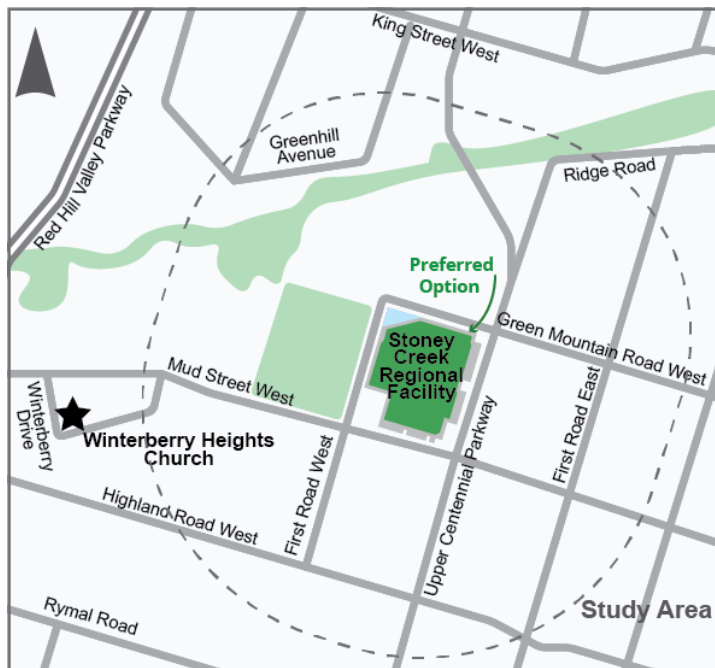 King Street West
Red Hill Valley Parkway
Greenhill
Avenue
Ridge Road
Preferred
Option
Green Mountain Road West
Stoney
Creek
Regional
Facility
Mud Street West
Winterberry
Drive
Winterberry Heights
Church
First Road West
Upper Centennial Parkway
First Road East
Highland Road West
Rymal Road
Study Area